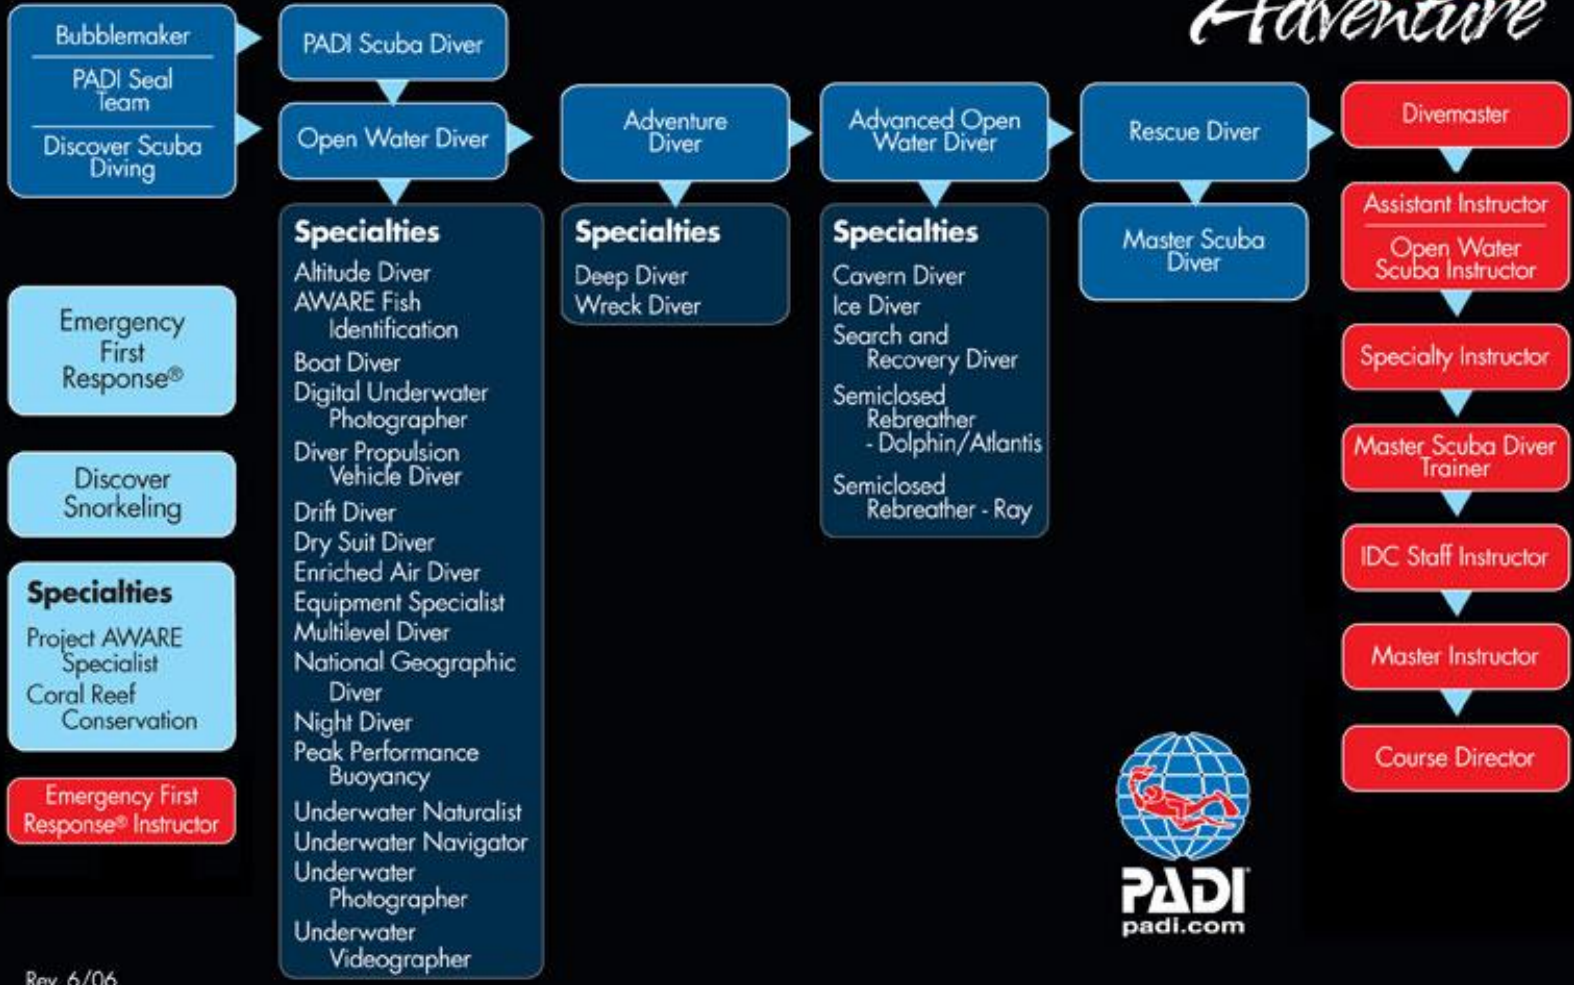 Adventure
Bubblemaker
PADI Seal
Team
Discover Scuba
Diving
PADI Scuba Diver
Open Water Diver
Adventure
Diver
Advanced Open
Water Diver
Rescue Diver
Divemaster
Specialties
Altitude Diver
AWARE Fish
Identification
Boat Diver
Digital Underwater
Photographer
Diver Propulsion
Vehicle Diver
Drift Diver
Dry Suit Diver
Enriched Air Diver
Equipment Specialist
Multilevel Diver
National Geographic
Diver
Night Diver
Peak Performance
Buoyancy
Underwater Naturalist
Underwater Navigator
Underwater
Photographer
Underwater
Videographer
Specialties
Deep Diver
Wreck Diver
Specialties
Cavern Diver
Ice Diver
Search and
Recovery Diver
Semiclosed
Rebreather
- Dolphin/Atlantis
Semiclosed
Rebreather - Ray
Master Scuba
Diver
Assistant Instructor
Open Water
Scuba Instructor
Specialty Instructor
Master Scuba Diver
Trainer
IDC Staff Instructor
Master Instructor
Course Director
Emergency
First
Response®
Discover
Snorkeling
Specialties
Project AWARE
Specialist
Coral Reef
Conservation
Emergency First
Response® Instructor
PADI
padi.com
Rev. 6/06